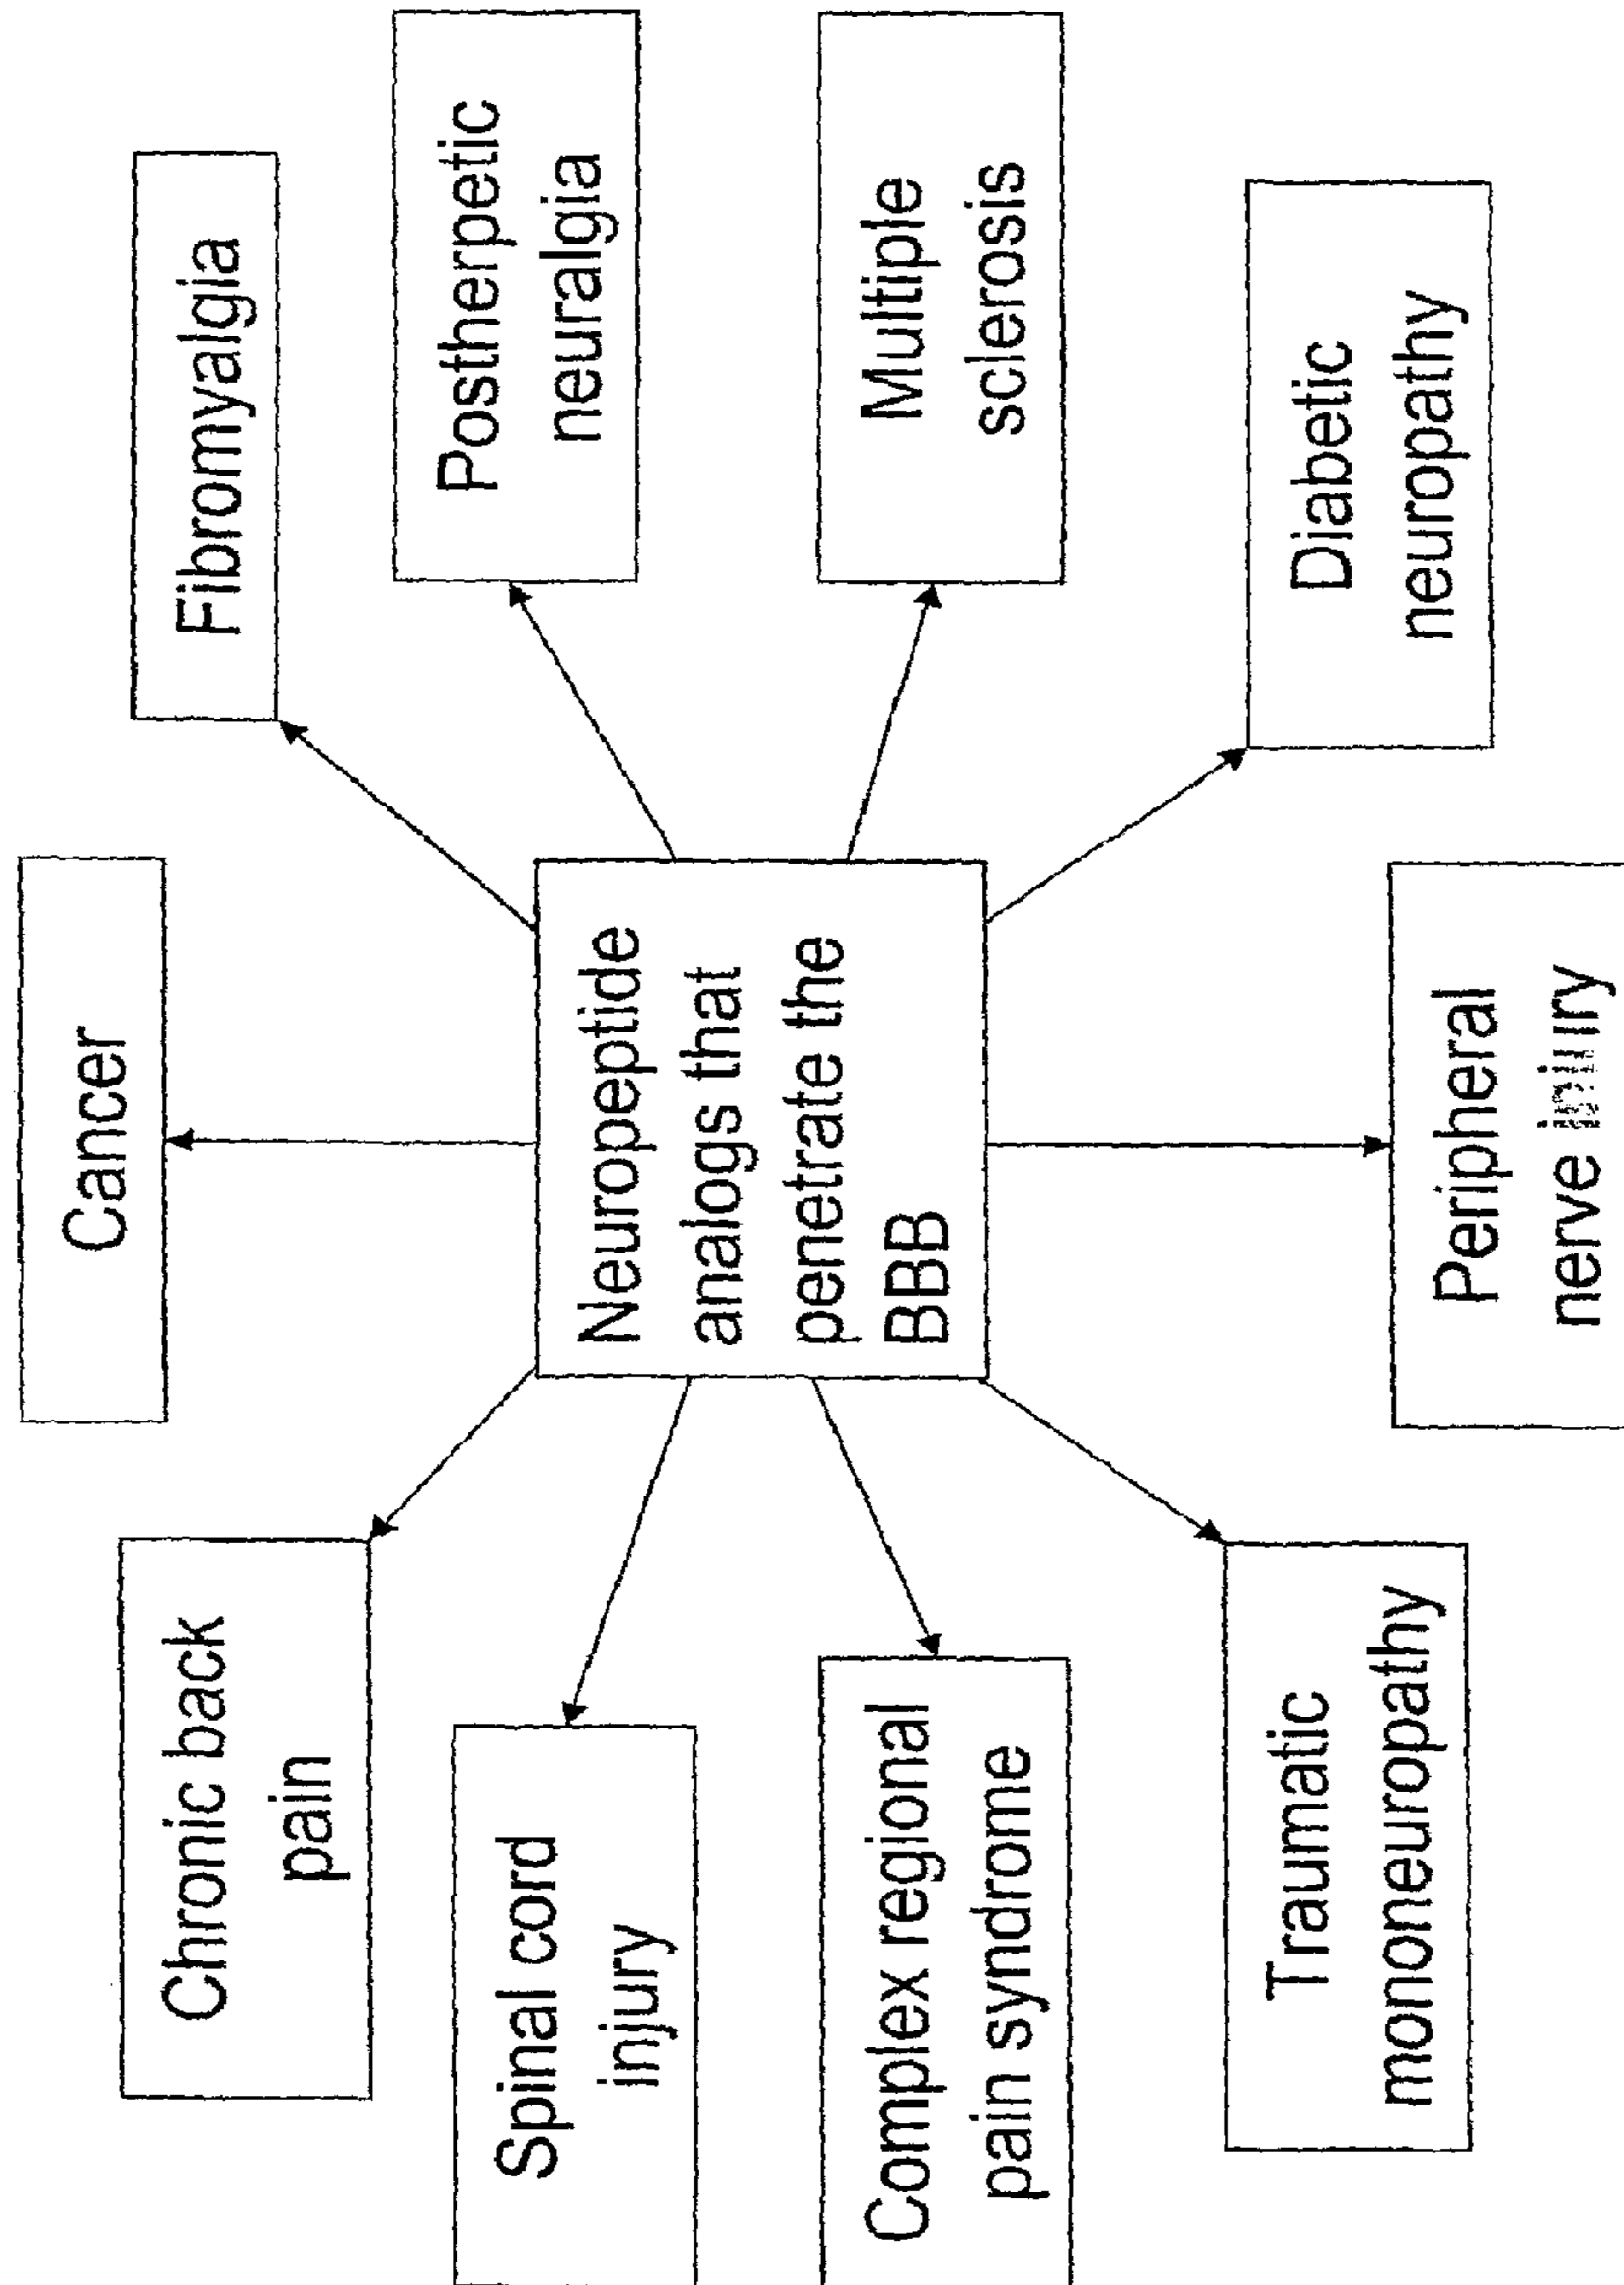 Cancer
Chronic back
pain
Fibromyalgia
Spinal cord
injury
Postherpetic
neuralgia
Neuropeptide
analogs that
penetrate the
BBB
Complex regional
pain syndrome
Multiple
sclerosis
Traumatic
mononeuropathy
Diabetic
neuropathy
Peripheral
nerve injury